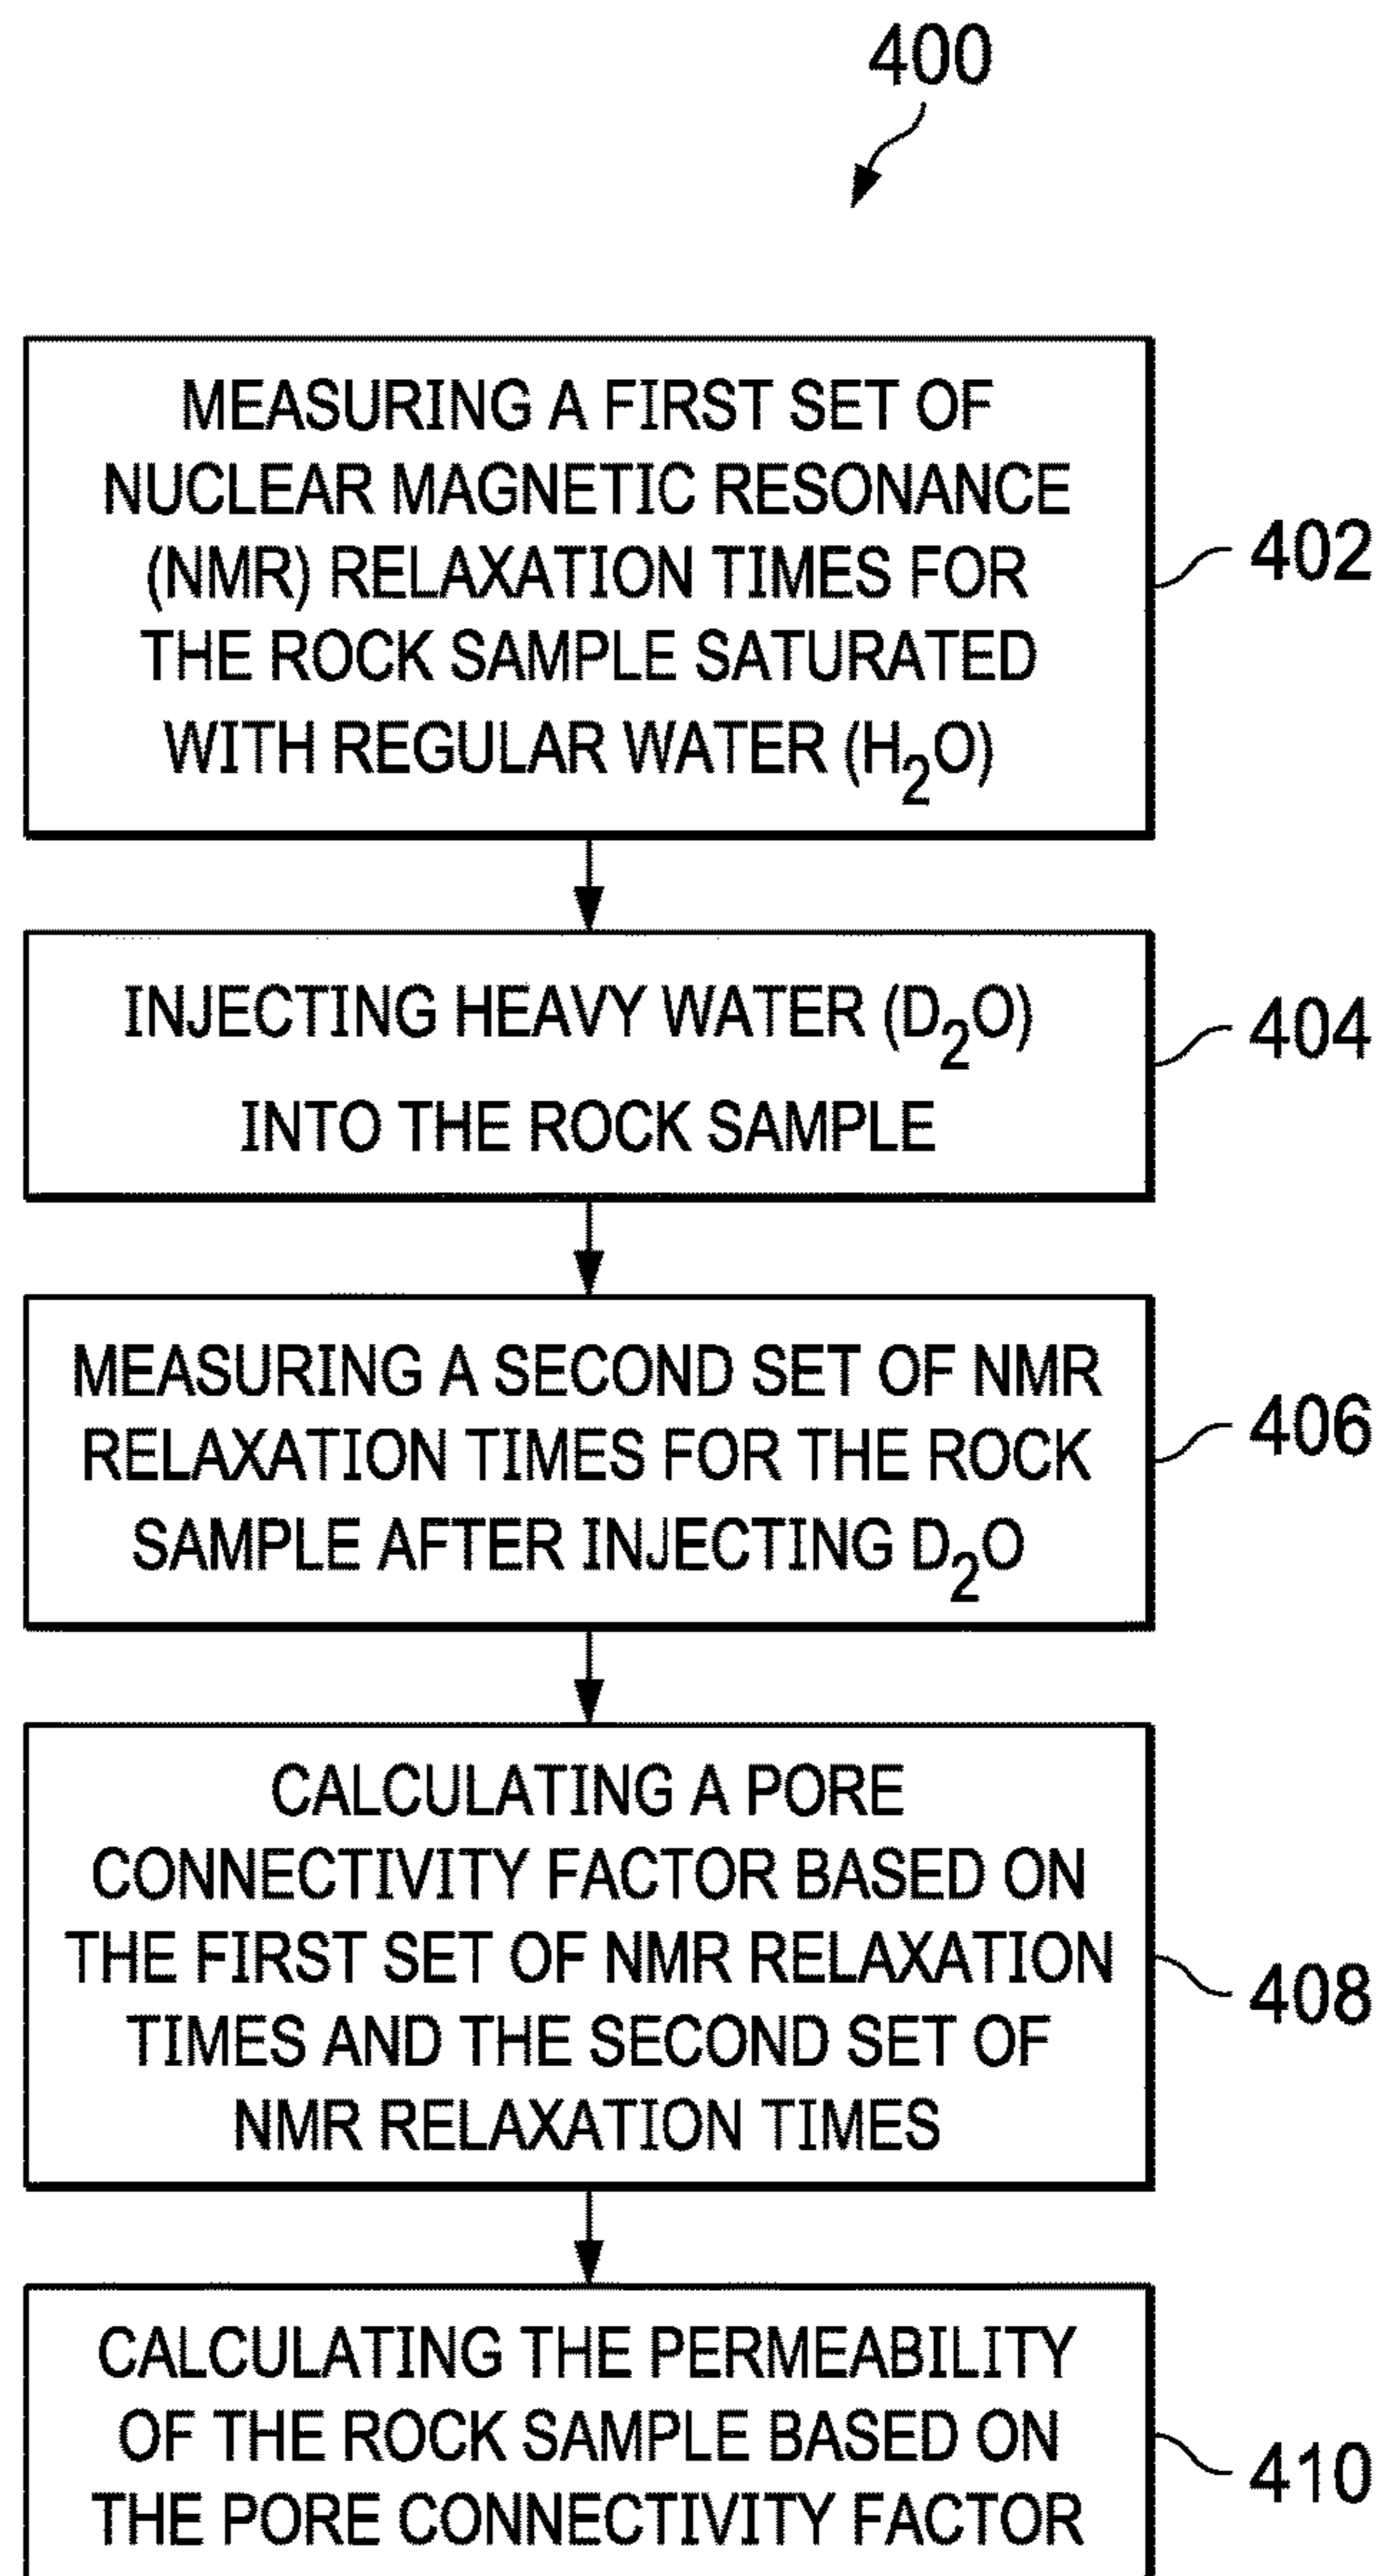 400
MEASURING A FIRST SET OF
NUCLEAR MAGNETIC RESONANCE
(NMR) RELAXATION TIMES FOR
THE ROCK SAMPLE SATURATED
WITH REGULAR WATER (H₂O)
402
INJECTING HEAVY WATER (D₂O)
INTO THE ROCK SAMPLE
404
MEASURING A SECOND SET OF NMR
RELAXATION TIMES FOR THE ROCK
SAMPLE AFTER INJECTING D₂O
406
CALCULATING A PORE
CONNECTIVITY FACTOR BASED ON
THE FIRST SET OF NMR RELAXATION
TIMES AND THE SECOND SET OF
NMR RELAXATION TIMES
408
CALCULATING THE PERMEABILITY
OF THE ROCK SAMPLE BASED ON
THE PORE CONNECTIVITY FACTOR
410